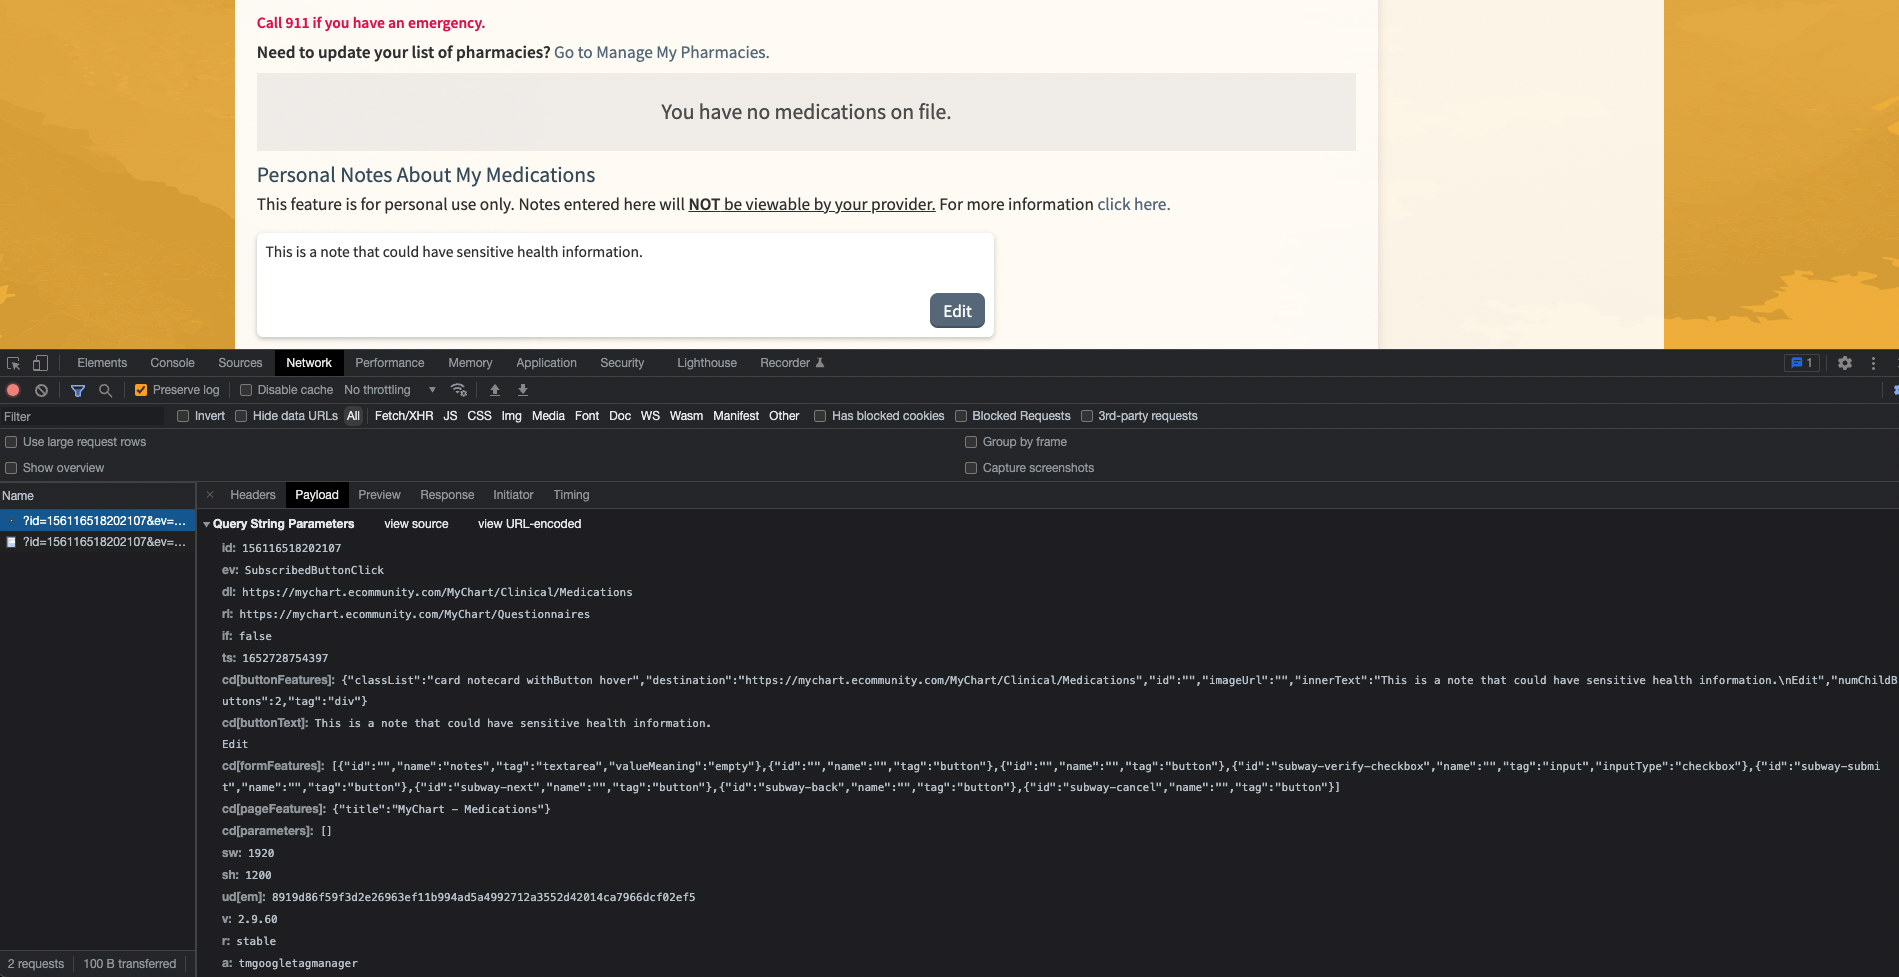 Call 911 if you have an emergency.
Need to update your list of pharmacies? Go to Manage My Pharmacies.
You have no medications on file.
Personal Notes About My Medications
This feature is for personal use only. Notes entered here will NOT be viewable by your provider. For more information click here.
This is a note that could have sensitive health information.
Edit
Elements Console Sources Network Performance Memory Application Security Lighthouse Recorder 1
Preserve log Disable cache No throttling
Filter Invert Hide data URLs All Fetch/XHR JS CSS Img Media Font Doc WS Wasm Manifest Other Has blocked cookies Blocked Requests 3rd-party requests
Use large request rows Group by frame
Show overview Capture screenshots
Name × Headers Payload Preview Response Initiator Timing
?id=156116518202107&ev=...
?id=156116518202107&ev=...
Query String Parameters view source view URL-encoded
id: 156116518202107
ev: SubscribedButtonClick
dl: https://mychart.ecommunity.com/MyChart/Clinical/Medications
rl: https://mychart.ecommunity.com/MyChart/Questionnaires
if: false
ts: 1652728754397
cd[buttonFeatures]: {"classList":"card notecard withButton hover","destination":"https://mychart.ecommunity.com/MyChart/Clinical/Medications","id":"","imageUrl":"","innerText":"This is a note that could have sensitive health information.\nEdit","numChildB
uttons":2,"tag":"div"}
cd[buttonText]: This is a note that could have sensitive health information.
Edit
cd[formFeatures]: [{"id":"","name":"notes","tag":"textarea","valueMeaning":"empty"},{"id":"","name":"","tag":"button"},{"id":"","name":"","tag":"button"},{"id":"subway-verify-checkbox","name":"","tag":"input","inputType":"checkbox"},{"id":"subway-submi
t","name":"","tag":"button"},{"id":"subway-next","name":"","tag":"button"},{"id":"subway-back","name":"","tag":"button"},{"id":"subway-cancel","name":"","tag":"button"}]
cd[pageFeatures]: {"title":"MyChart - Medications"}
cd[parameters]: []
sw: 1920
sh: 1200
ud[em]: 8919d86f59f3d2e26963ef11b994ad5a4992712a3552d42014ca7966dcf02ef5
v: 2.9.60
r: stable
a: tmgoogletagmanager
2 requests 100 B transferred